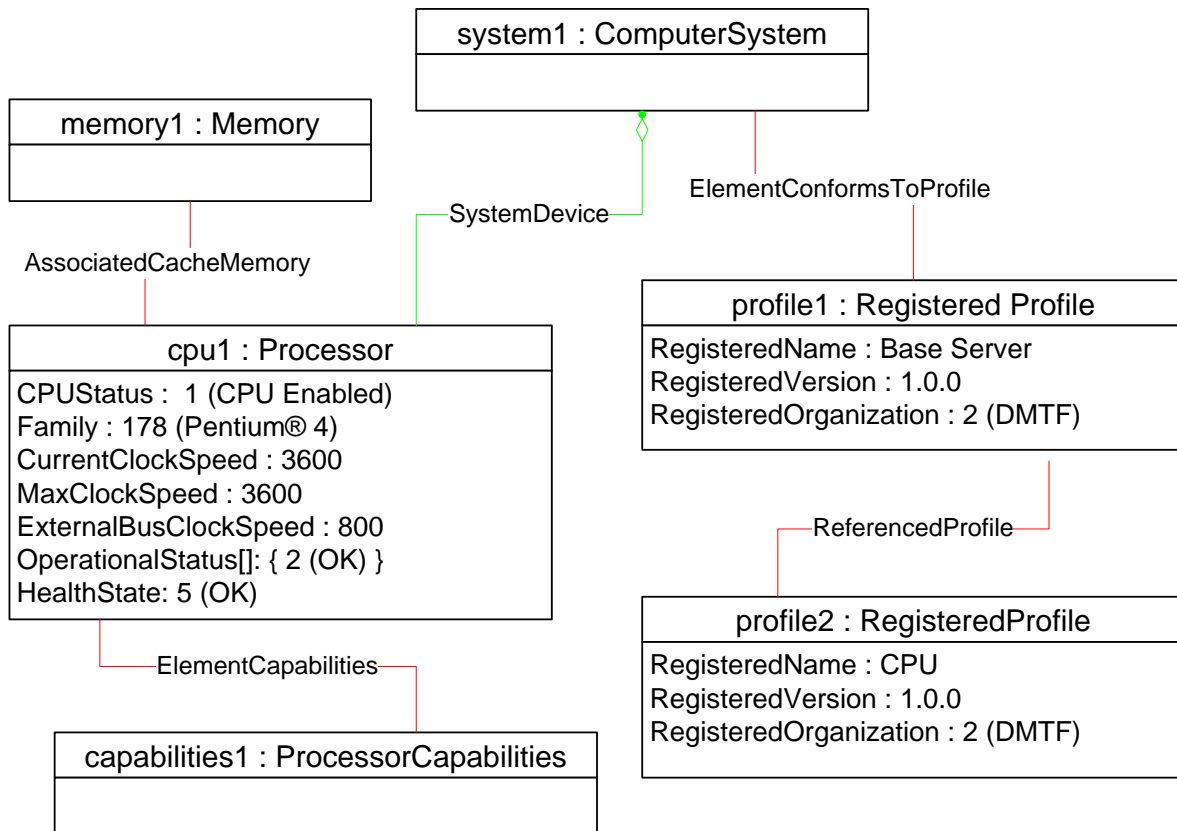 system1 : ComputerSystem
memory1 : Memory
ElementConformsToProfile
SystemDevice
AssociatedCacheMemory
profile1 : Registered Profile
RegisteredName : Base Server
RegisteredVersion : 1.0.0
RegisteredOrganization : 2 (DMTF)
cpu1 : Processor
CPUStatus :  1 (CPU Enabled)
Family : 178 (Pentium® 4)
CurrentClockSpeed : 3600
MaxClockSpeed : 3600
ExternalBusClockSpeed : 800
OperationalStatus[]: { 2 (OK) }
HealthState: 5 (OK)
ReferencedProfile
profile2 : RegisteredProfile
RegisteredName : CPU
RegisteredVersion : 1.0.0
RegisteredOrganization : 2 (DMTF)
ElementCapabilities
capabilities1 : ProcessorCapabilities